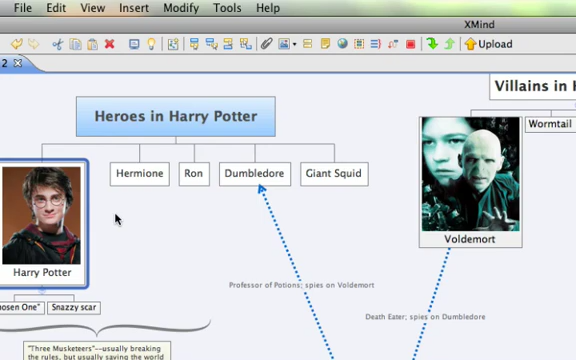 File Edit View Insert Modify Tools Help
XMind
Upload
2
Villains in H
Heroes in Harry Potter
Wormtail
Hermione
Ron
Dumbledore
Giant Squid
Voldemort
Harry Potter
Professor of Potions; spies on Voldemort
hosen One"
Snazzy scar
Death Eater; spies on Dumbledore
"Three Musketeers"--usually breaking
the rules, but usually saving the world